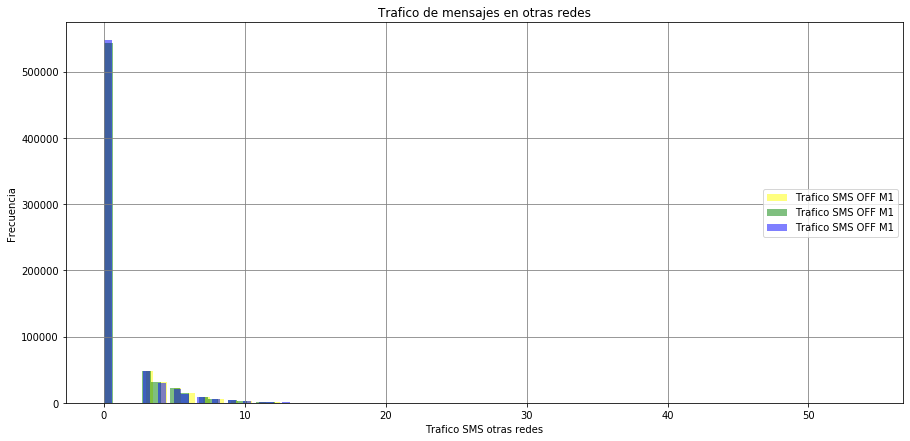 Trafico de mensajes en otras redes
500000
400000
300000
200000
100000
0
Frecuencia
Trafico SMS OFF M1
Trafico SMS OFF M1
Trafico SMS OFF M1
0 10 20 30 40 50
Trafico SMS otras redes